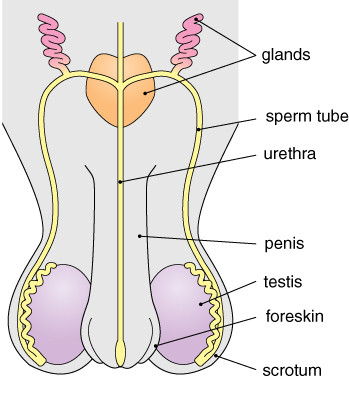 glands
sperm tube
urethra
penis
testis
foreskin
scrotum